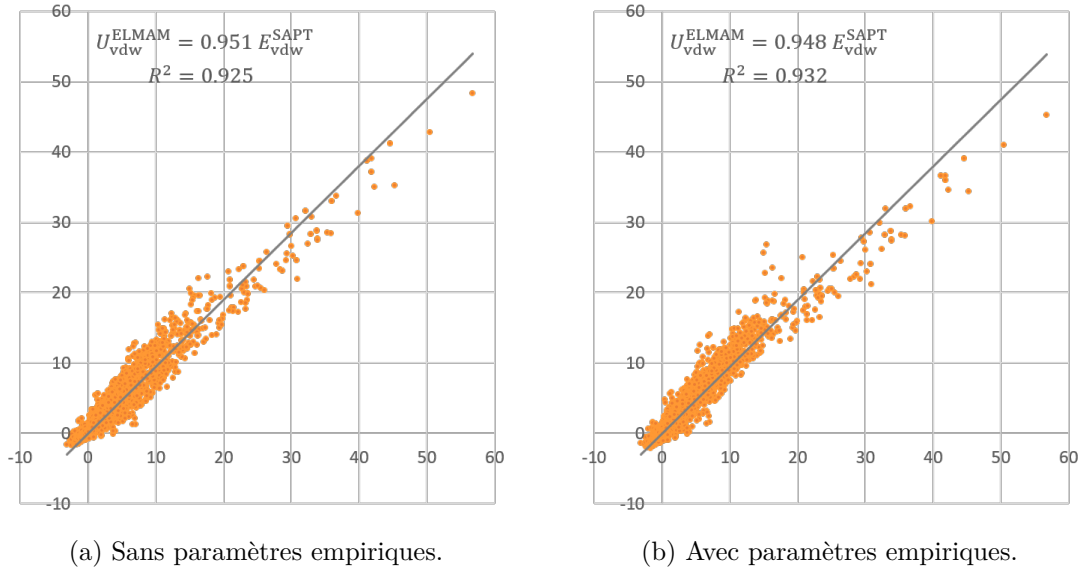 60
U_vdw^ELMAM = 0.951 E_vdw^SAPT
R² = 0.925
50
40
30
20
10
0
-10 0 10 20 30 40 50 60
-10
(a) Sans paramètres empiriques.
60
U_vdw^ELMAM = 0.948 E_vdw^SAPT
R² = 0.932
50
40
30
20
10
0
-10 0 10 20 30 40 50 60
-10
(b) Avec paramètres empiriques.